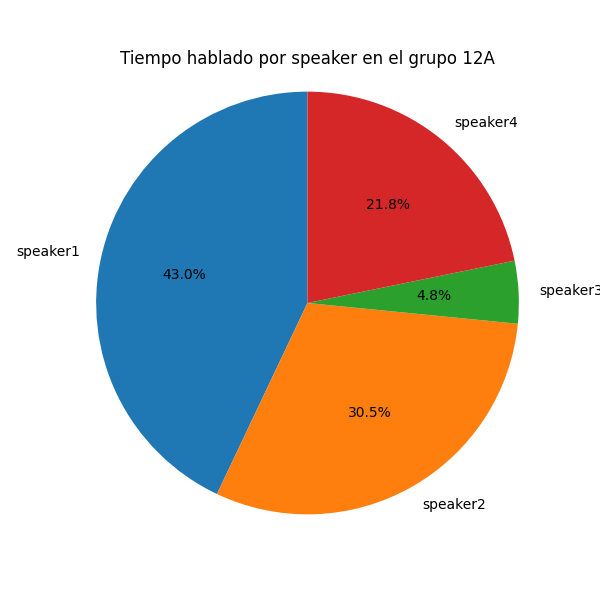 Tiempo hablado por speaker en el grupo 12A
speaker4
21.8%
speaker1
43.0%
4.8%
speaker3
30.5%
speaker2